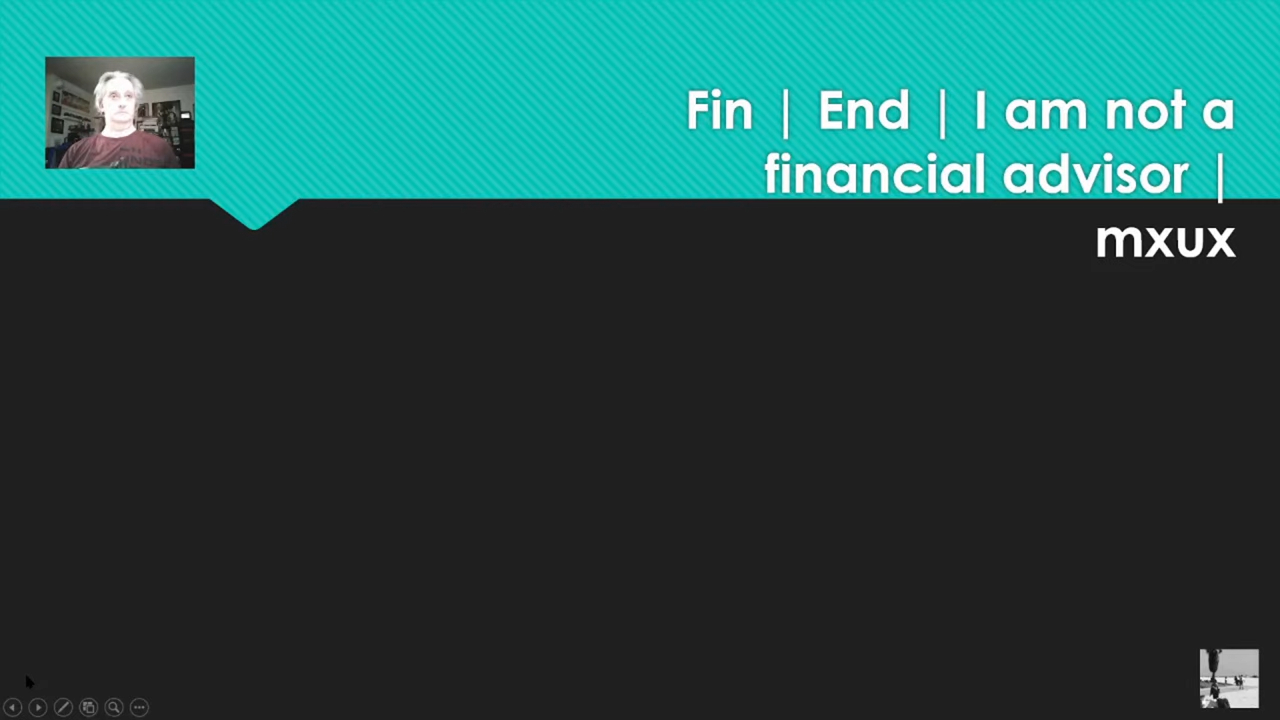 Fin | End | I am not a
financial advisor |
mxux